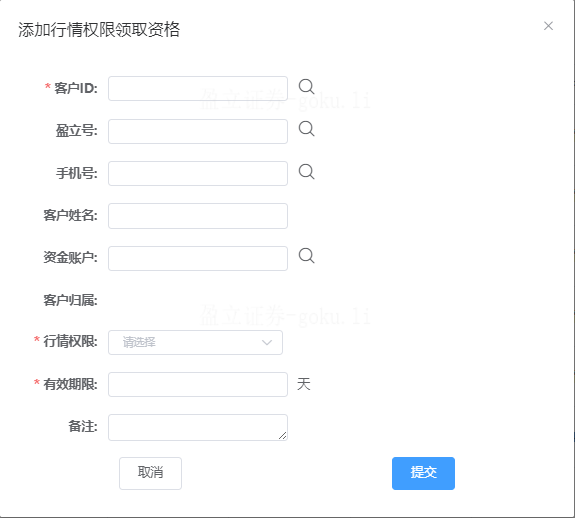 添加行情权限领取资格
* 客户ID:
盈立证券-goku.li
盈立号:
手机号:
客户姓名:
资金账户:
客户归属:
盈立证券-goku.li
* 行情权限: 请选择
* 有效期限: 天
备注:
取消 提交